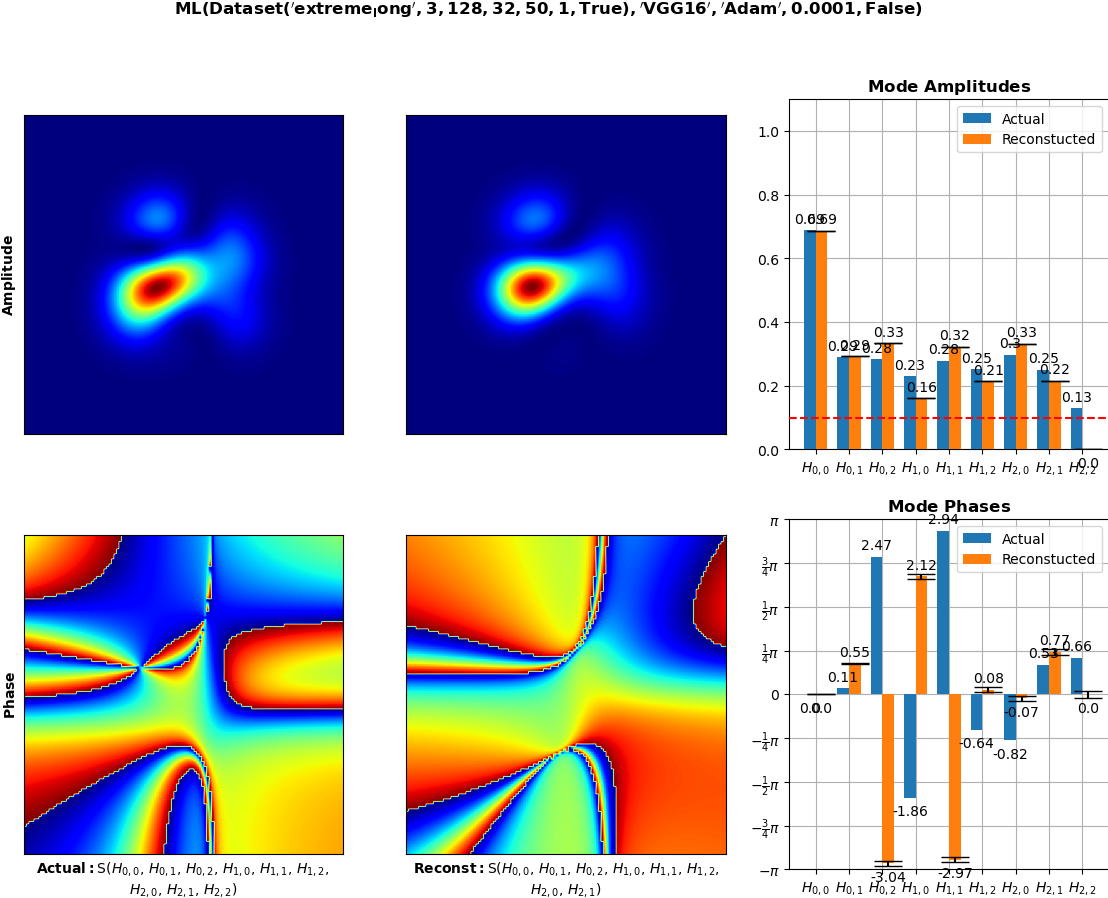 ML(Dataset('extreme_long', 3, 128, 32, 50, 1, True), 'VGG16', 'Adam', 0.0001, False)
Mode Amplitudes
Actual
Reconstucted
1.0
0.8
0.6
0.4
0.2
0.0
0.69 0.69
0.29 0.29
0.28 0.33
0.23 0.16
0.28 0.32
0.25 0.21
0.3 0.33
0.25 0.22
0.13 0.0
H0,0 H0,1 H0,2 H1,0 H1,1 H1,2 H2,0 H2,1 H2,2
Amplitude
Mode Phases
Actual
Reconstucted
π
3/4π
1/2π
1/4π
0
−1/4π
−1/2π
−3/4π
−π
0.0 0.0
0.11 0.55
2.47 -3.04
-1.86 2.12
2.94 -2.97
-0.64 0.08
-0.82 -0.07
0.53 0.77
0.66 0.0
H0,0 H0,1 H0,2 H1,0 H1,1 H1,2 H2,0 H2,1 H2,2
Phase
Actual: S(H0,0, H0,1, H0,2, H1,0, H1,1, H1,2,
H2,0, H2,1, H2,2)
Reconst: S(H0,0, H0,1, H0,2, H1,0, H1,1, H1,2,
H2,0, H2,1)